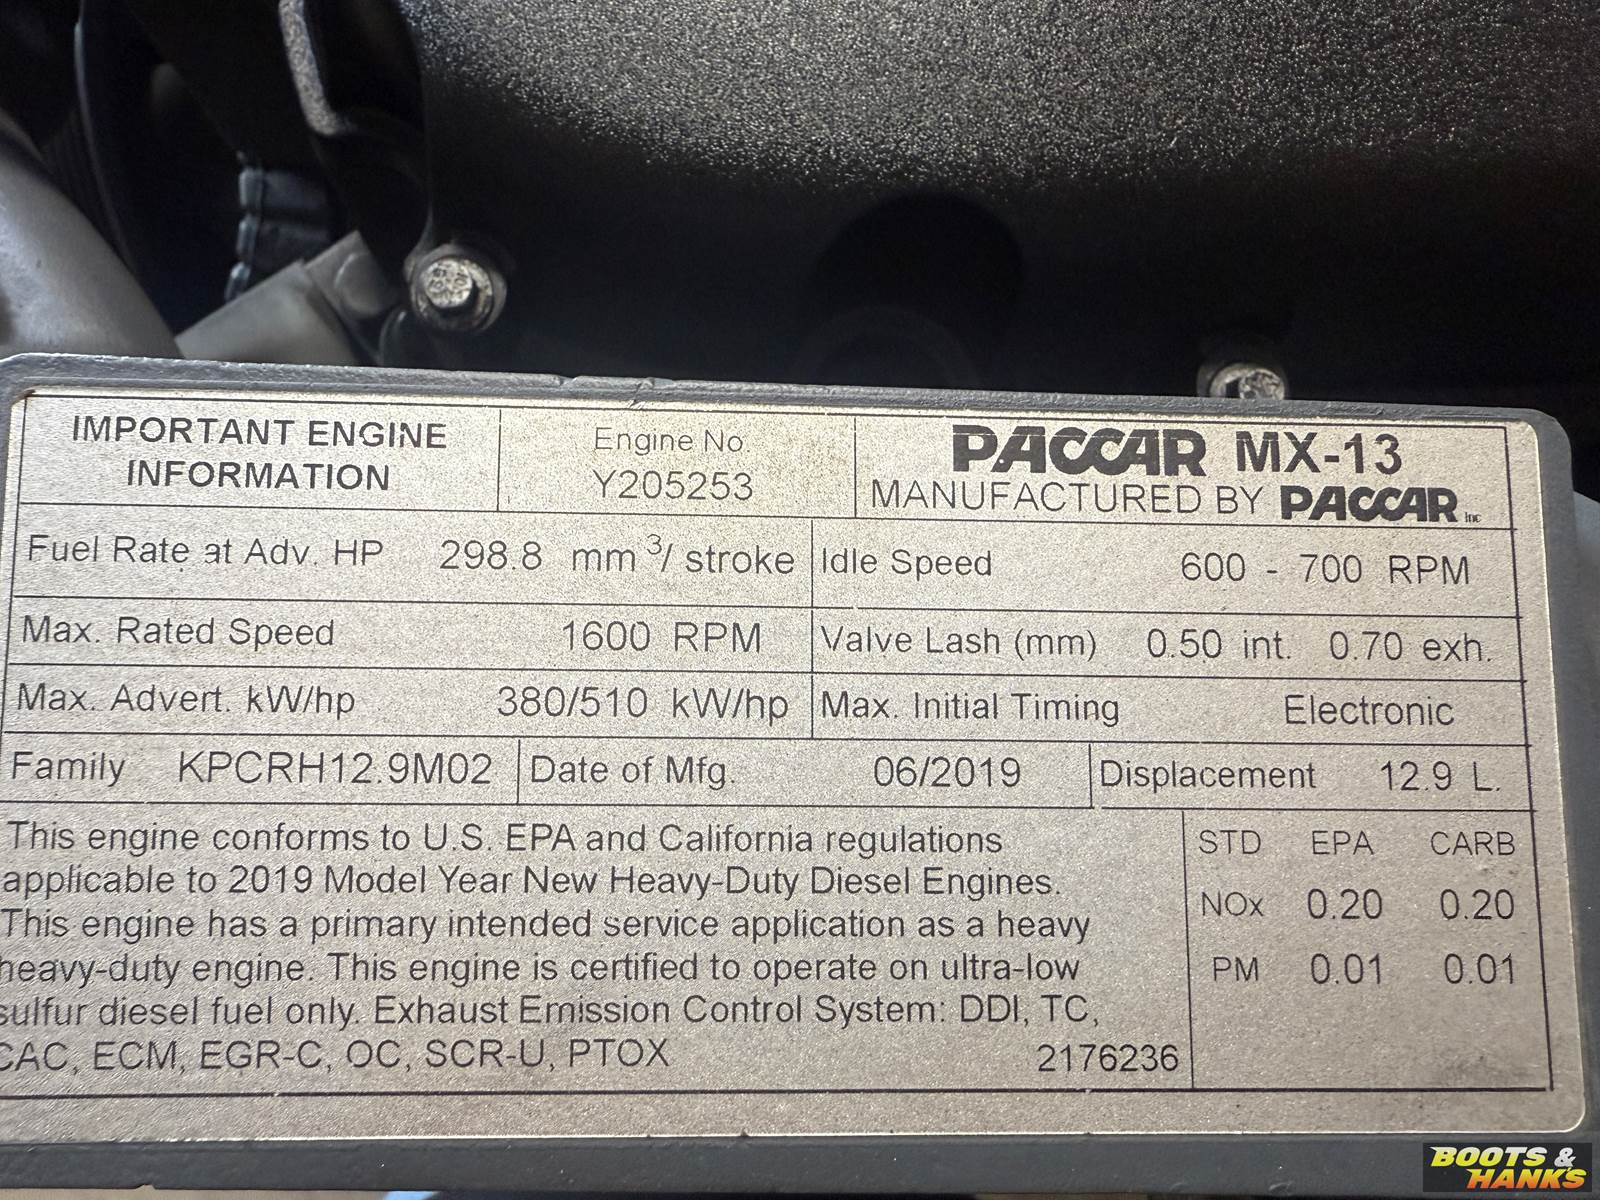 IMPORTANT ENGINE
INFORMATION
Engine No.
Y205253
PACCAR MX-13
MANUFACTURED BY PACCAR Inc
Fuel Rate at Adv. HP 298.8 mm3/ stroke
Idle Speed 600 - 700 RPM
Max. Rated Speed 1600 RPM
Valve Lash (mm) 0.50 int. 0.70 exh.
Max. Advert. kW/hp 380/510 kW/hp
Max. Initial Timing Electronic
Family KPCRH12.9M02
Date of Mfg. 06/2019
Displacement 12.9 L.
This engine conforms to U.S. EPA and California regulations
applicable to 2019 Model Year New Heavy-Duty Diesel Engines.
This engine has a primary intended service application as a heavy
heavy-duty engine. This engine is certified to operate on ultra-low
sulfur diesel fuel only. Exhaust Emission Control System: DDI, TC,
CAC, ECM, EGR-C, OC, SCR-U, PTOX
2176236
STD EPA CARB
NOx 0.20 0.20
PM 0.01 0.01
BOOTS &
HANKS